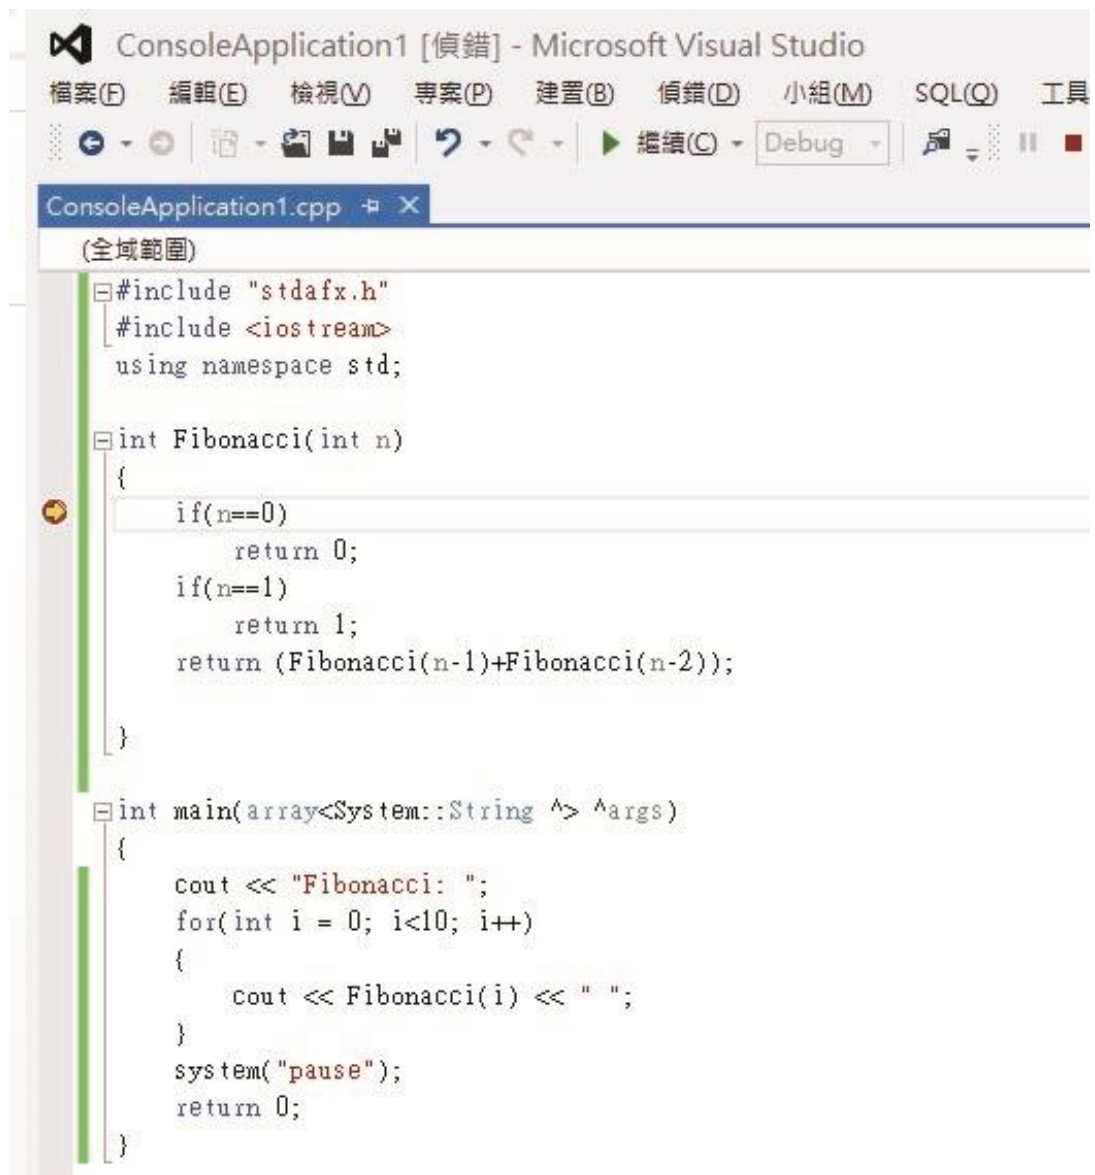 ConsoleApplication1 [偵錯] - Microsoft Visual Studio
檔案(F) 編輯(E) 檢視(V) 專案(P) 建置(B) 偵錯(D) 小組(M) SQL(Q) 工具
繼續(C) Debug
ConsoleApplication1.cpp
(全域範圍)
#include "stdafx.h"
#include <iostream>
using namespace std;
int Fibonacci(int n)
{
if(n==0)
return 0;
if(n==1)
return 1;
return (Fibonacci(n-1)+Fibonacci(n-2));
}
int main(array<System::String ^> ^args)
{
cout << "Fibonacci: ";
for(int i = 0; i<10; i++)
{
cout << Fibonacci(i) << " ";
}
system("pause");
return 0;
}